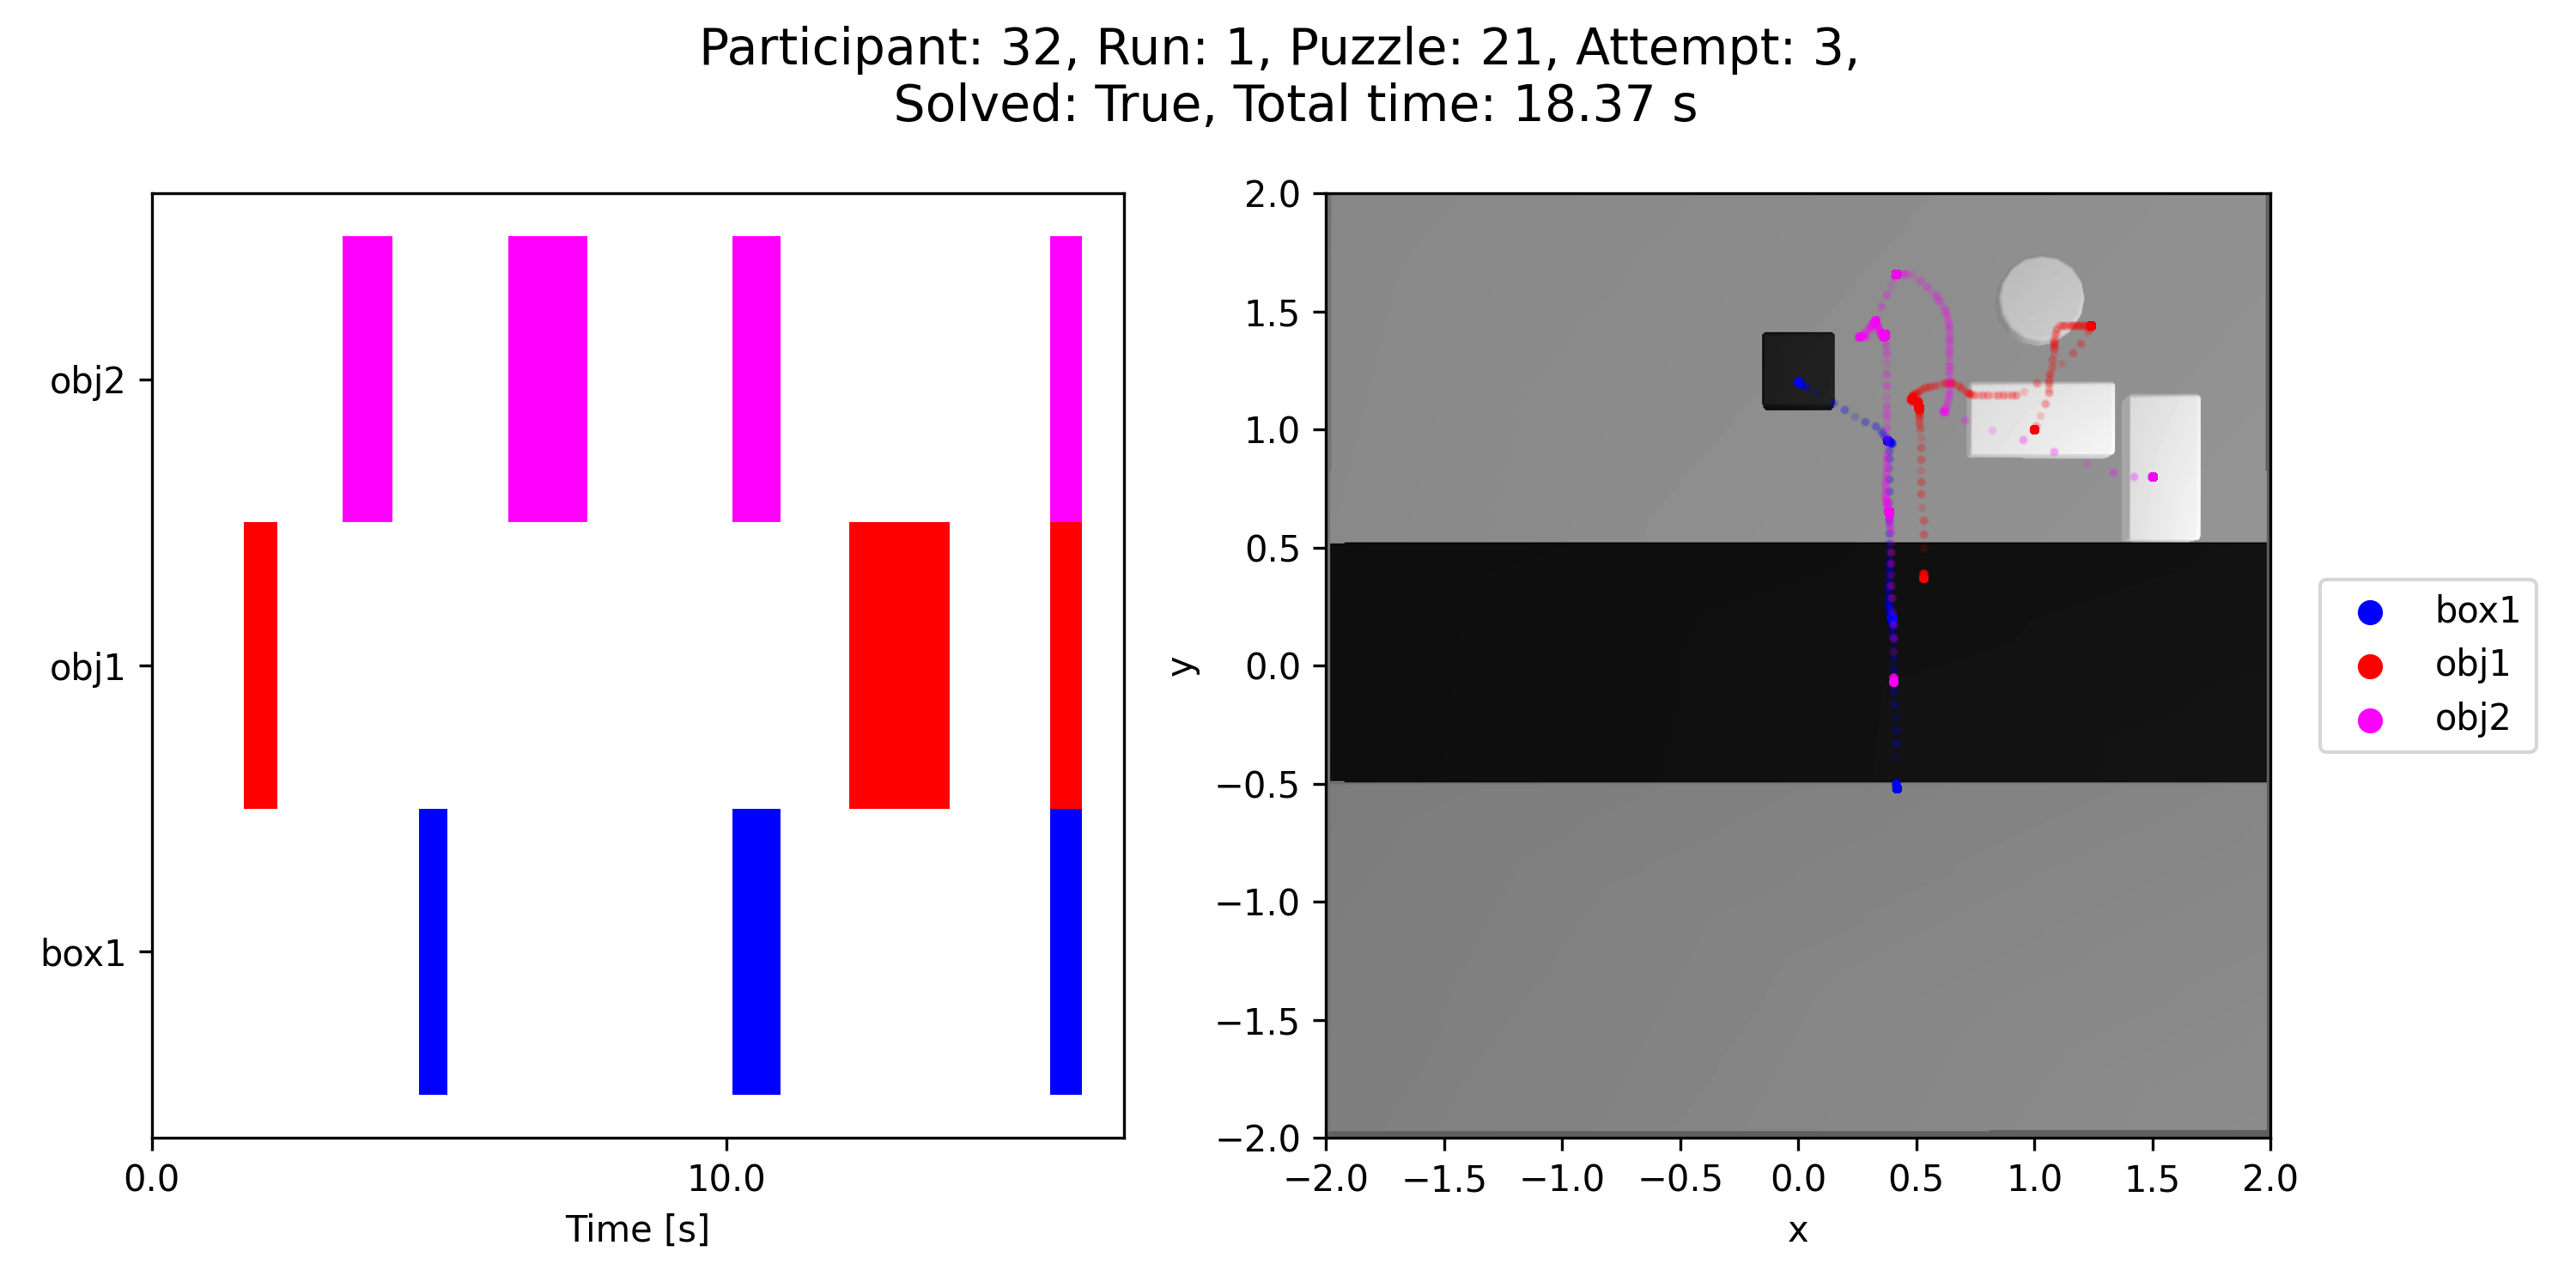 Participant: 32, Run: 1, Puzzle: 21, Attempt: 3,
Solved: True, Total time: 18.37 s
obj2
obj1
box1
0.0
10.0
Time [s]
2.0
1.5
1.0
0.5
0.0
−0.5
−1.0
−1.5
−2.0
y
−2.0
−1.5
−1.0
−0.5
0.0
0.5
1.0
1.5
2.0
x
box1
obj1
obj2